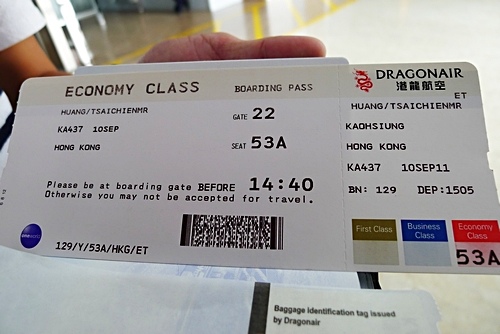 ECONOMY CLASS
BOARDING PASS
HUANG/TSAICHIENMR
GATE 22
KA437 10SEP
HONG KONG
SEAT 53A
Please be at boarding gate BEFORE 14:40
Otherwise you may not be accepted for travel.
129/Y/53A/HKG/ET
DRAGONAIR
港龍航空
ET
HUANG/TSAICHIENMR
KAOHSIUNG
HONG KONG
KA437 10SEP11
BN: 129 DEP:1505
First Class
Business Class
Economy Class
53A
Baggage Identification tag issued
by Dragonair